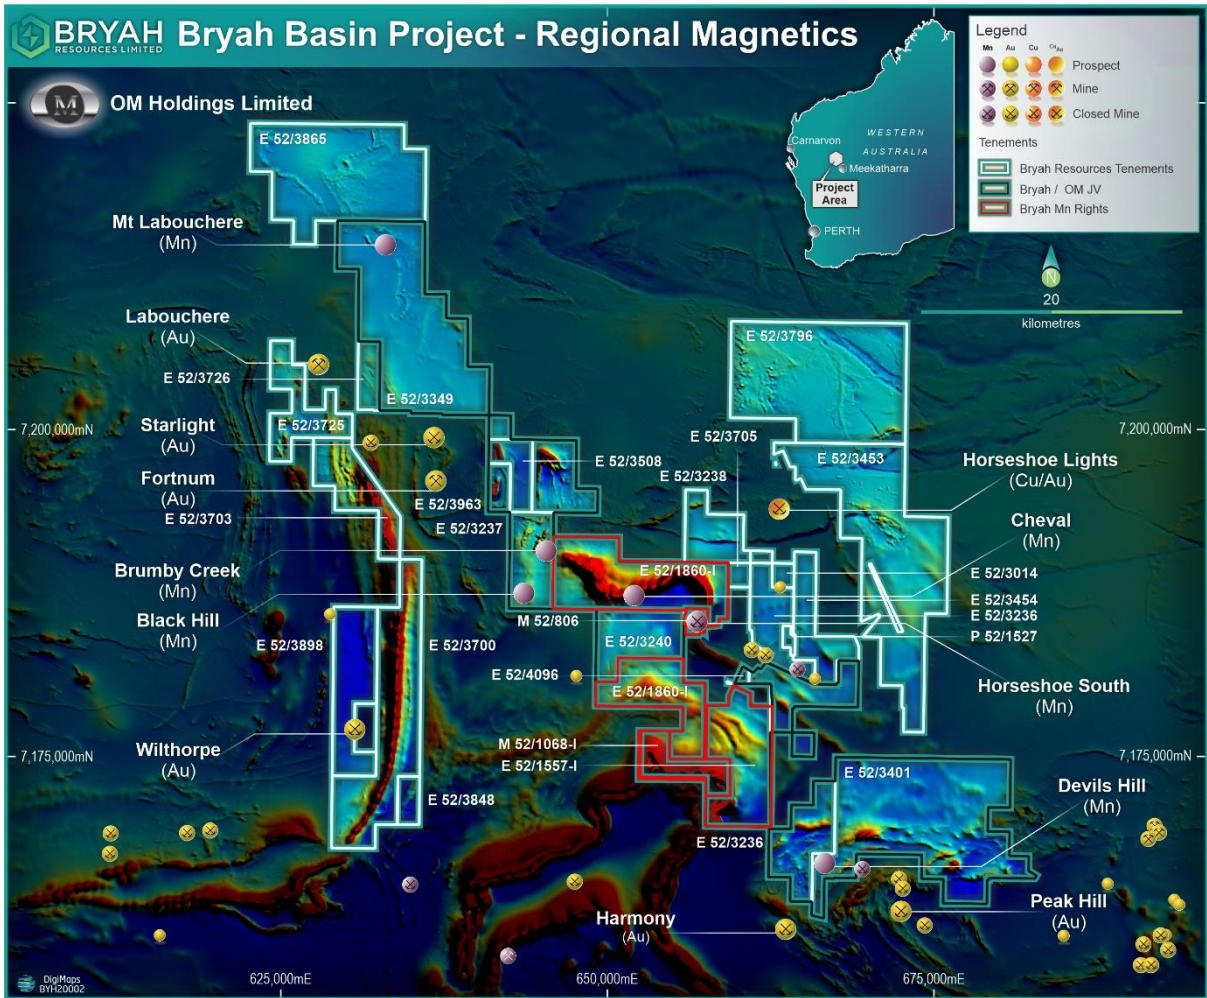 BRYAH
RESOURCES LIMITED
Bryah Basin Project - Regional Magnetics
M
OM Holdings Limited
Legend
Mn Au Cu Cu Au
Prospect
Mine
Closed Mine
Tenements
Bryah Resources Tenements
Bryah / OM JV
Bryah Mn Rights
WESTERN
AUSTRALIA
Carnarvon
Meekatharra
Project
Area
PERTH
N
20
kilometres
E 52/3865
Mt Labouchere
(Mn)
Labouchere
(Au)
E 52/3726
E 52/3349
E 52/3796
Starlight
(Au)
E 52/3725
7,200,000mN
7,200,000mN
E 52/3705
E 52/3508
E 52/3453
E 52/3238
Horseshoe Lights
(Cu/Au)
Fortnum
(Au)
E 52/3963
E 52/3703
E 52/3237
Cheval
(Mn)
Brumby Creek
(Mn)
E 52/1860-I
E 52/3014
E 52/3454
E 52/3236
P 52/1527
Black Hill
(Mn)
M 52/806
E 52/3898
E 52/3700
E 52/3240
E 52/4096
E 52/1860-I
Horseshoe South
(Mn)
Wilthorpe
(Au)
M 52/1068-I
E 52/1557-I
7,175,000mN
7,175,000mN
E 52/3401
Devils Hill
(Mn)
E 52/3848
E 52/3236
Harmony
(Au)
Peak Hill
(Au)
DigiMaps
BYH20002
625,000mE
650,000mE
675,000mE